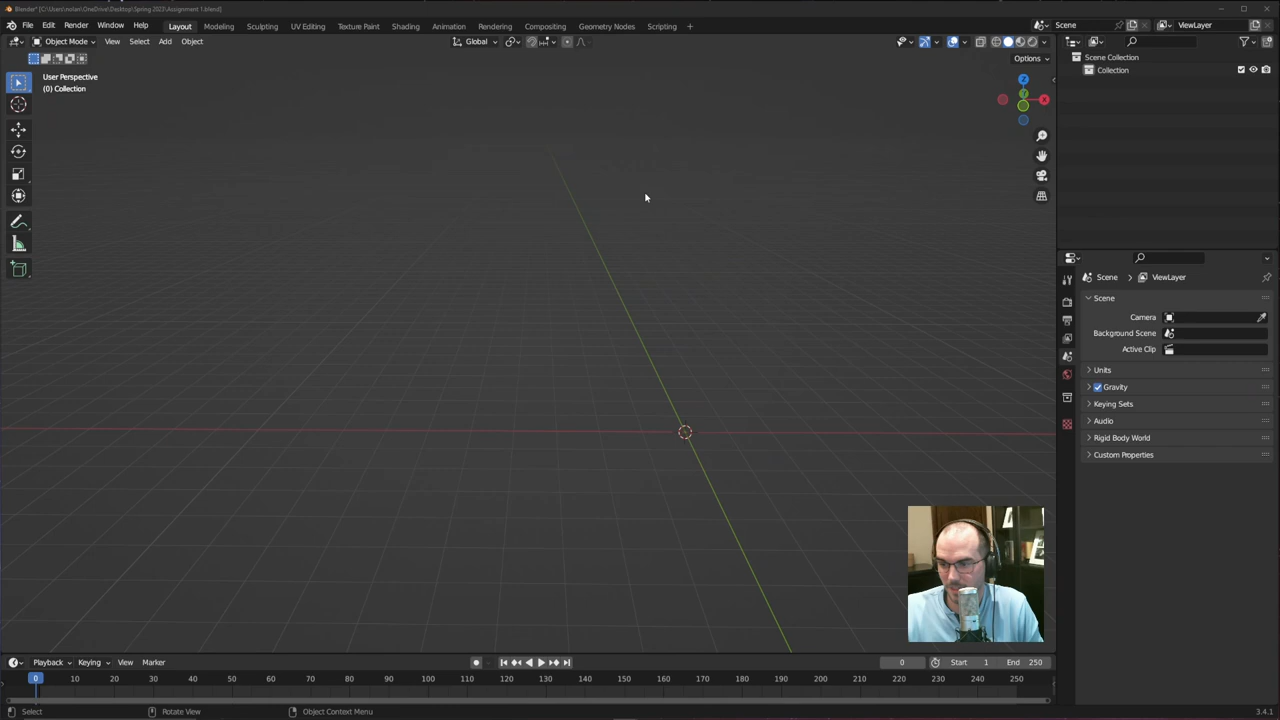 Blender* [C:\Users\nolan\OneDrive\Desktop\Spring 2023\Assignment 1.blend]
File Edit Render Window Help Layout Modeling Sculpting UV Editing Texture Paint Shading Animation Rendering Compositing Geometry Nodes Scripting + Scene ViewLayer
Object Mode View Select Add Object Global
Options
User Perspective
(0) Collection
Z
Y
X
Scene Collection
Collection
Scene > ViewLayer
Scene
Camera
Background Scene
Active Clip
Units
Gravity
Keying Sets
Audio
Rigid Body World
Custom Properties
Playback Keying View Marker 0 Start 1 End 250
0 10 20 30 40 50 60 70 80 90 100 110 120 130 140 150 160 170 180 190 200 210 220 230 240 250
Select Rotate View Object Context Menu 3.4.1